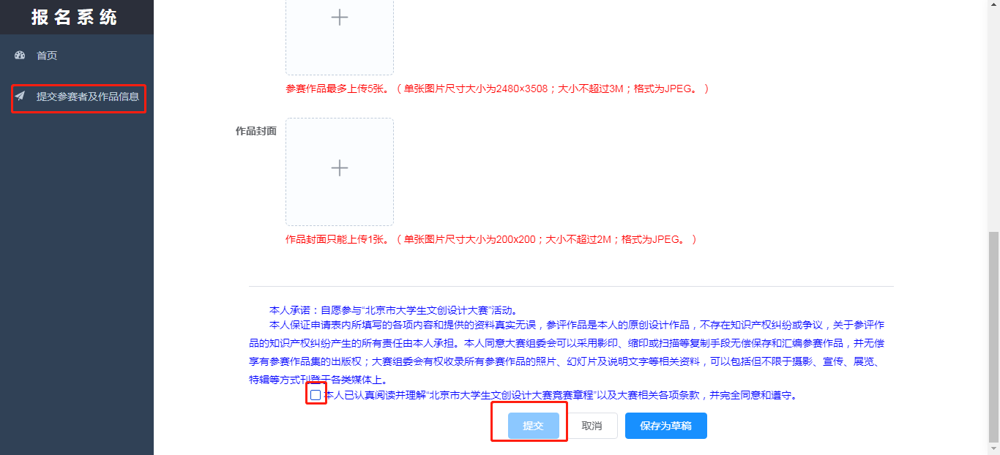 报名系统
首页
提交参赛者及作品信息
参赛作品最多上传5张。（单张图片尺寸大小为2480×3508；大小不超过3M；格式为JPEG。）
作品封面
作品封面只能上传1张。（单张图片尺寸大小为200x200；大小不超过2M；格式为JPEG。）
本人承诺：自愿参与“北京市大学生文创设计大赛”活动。
本人保证申请表内所填写的各项内容和提供的资料真实无误，参评作品是本人的原创设计作品，不存在知识产权纠纷或争议，关于参评作
品的知识产权纠纷产生的所有责任由本人承担。本人同意大赛组委会可以采用影印、缩印或扫描等复制手段无偿保存和汇编参赛作品，并无偿
享有参赛作品集的出版权；大赛组委会有权收录所有参赛作品的照片、幻灯片及说明文字等相关资料，可以包括但不限于摄影、宣传、展览、
特辑等方式刊登于各类媒体上。
本人已认真阅读并理解“北京市大学生文创设计大赛竞赛章程”以及大赛相关各项条款，并完全同意和遵守。
提交 取消 保存为草稿